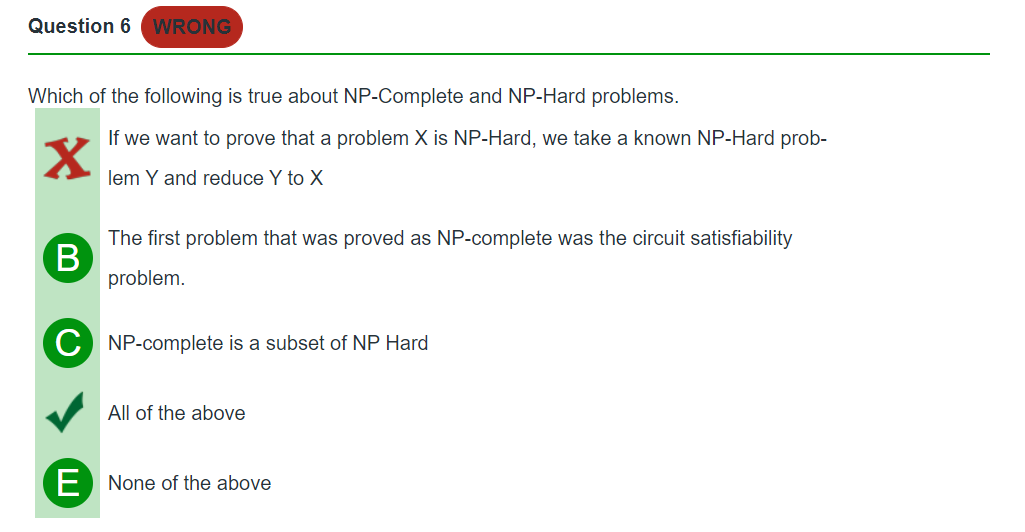 Question 6 WRONG
Which of the following is true about NP-Complete and NP-Hard problems.
If we want to prove that a problem X is NP-Hard, we take a known NP-Hard prob-
lem Y and reduce Y to X
B The first problem that was proved as NP-complete was the circuit satisfiability
problem.
C NP-complete is a subset of NP Hard
All of the above
E None of the above